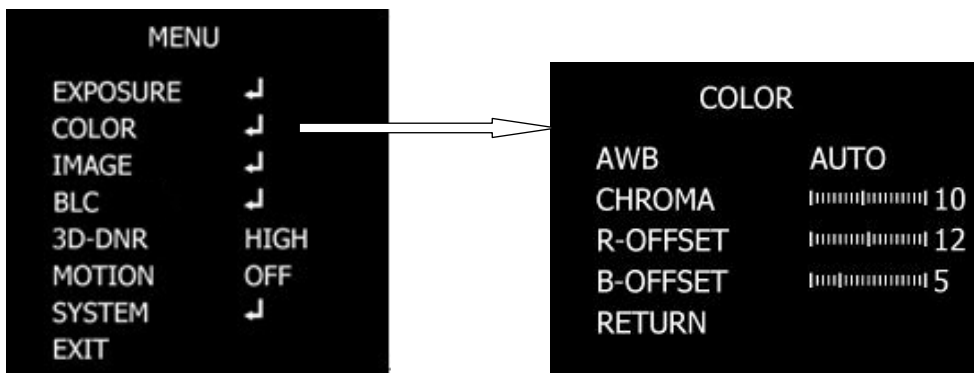 MENU
EXPOSURE ↲
COLOR ↲
IMAGE ↲
BLC ↲
3D-DNR HIGH
MOTION OFF
SYSTEM ↲
EXIT
COLOR
AWB AUTO
CHROMA 10
R-OFFSET 12
B-OFFSET 5
RETURN